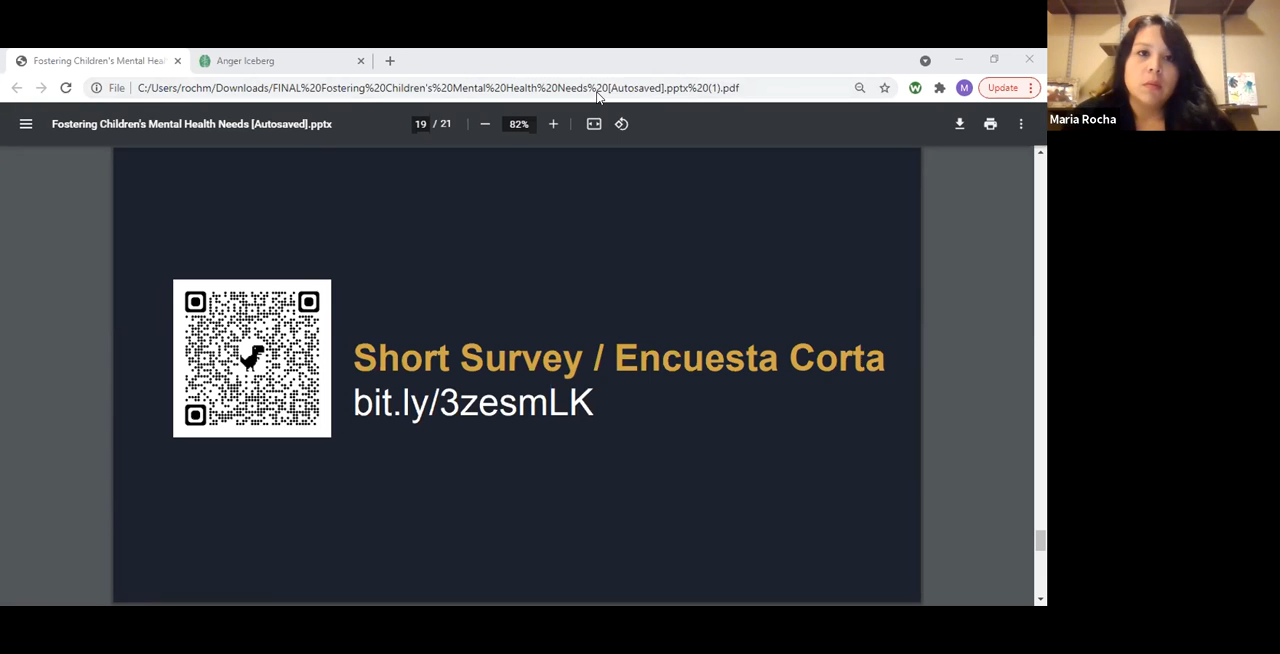 Fostering Children's Mental Heal
Anger Iceberg
File
C:/Users/rochm/Downloads/FINAL%20Fostering%20Children's%20Mental%20Health%20Needs%20[Autosaved].pptx%20(1).pdf
M
Update
Maria Rocha
Fostering Children's Mental Health Needs [Autosaved].pptx
19 / 21
82%
Short Survey / Encuesta Corta
bit.ly/3zesmLK